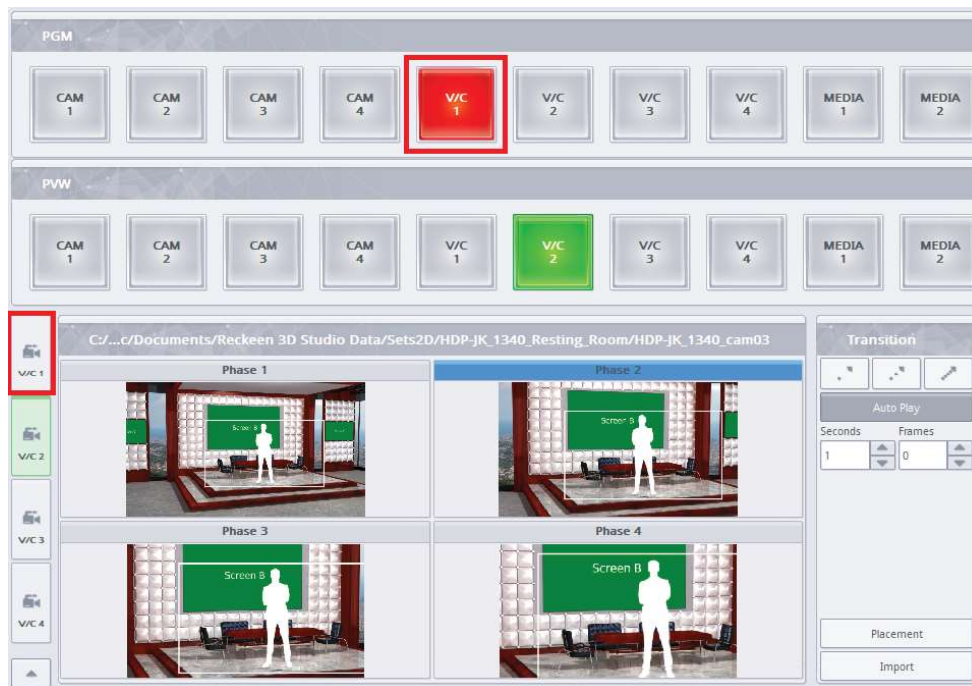 PGM
CAM 1
CAM 2
CAM 3
CAM 4
V/C 1
V/C 2
V/C 3
V/C 4
MEDIA 1
MEDIA 2
PVW
CAM 1
CAM 2
CAM 3
CAM 4
V/C 1
V/C 2
V/C 3
V/C 4
MEDIA 1
MEDIA 2
V/C 1
V/C 2
V/C 3
V/C 4
C:/...c/Documents/Reckeen 3D Studio Data/Sets2D/HDP-JK_1340_Resting_Room/HDP-JK_1340_cam03
Phase 1
Screen B
Phase 2
Screen B
Phase 3
Screen B
Phase 4
Screen B
Transition
Auto Play
Seconds Frames
1 0
Placement
Import